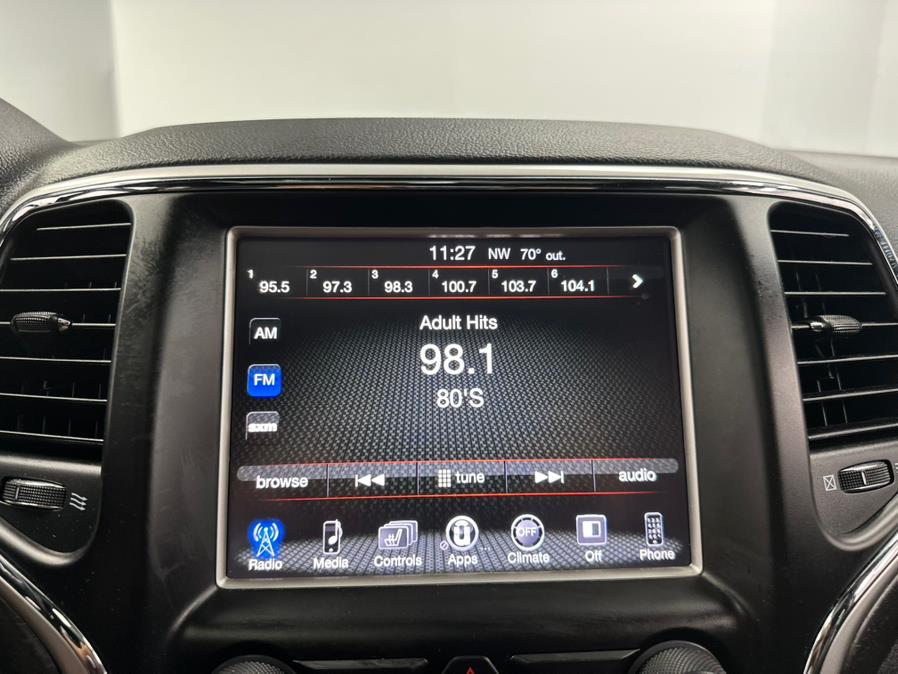 11:27 NW 70° out.
1 2 3 4 5 6
95.5 97.3 98.3 100.7 103.7 104.1
Adult Hits
AM
98.1
FM
80'S
sxm
browse tune audio
OFF
Radio Media Controls Apps Climate Off Phone